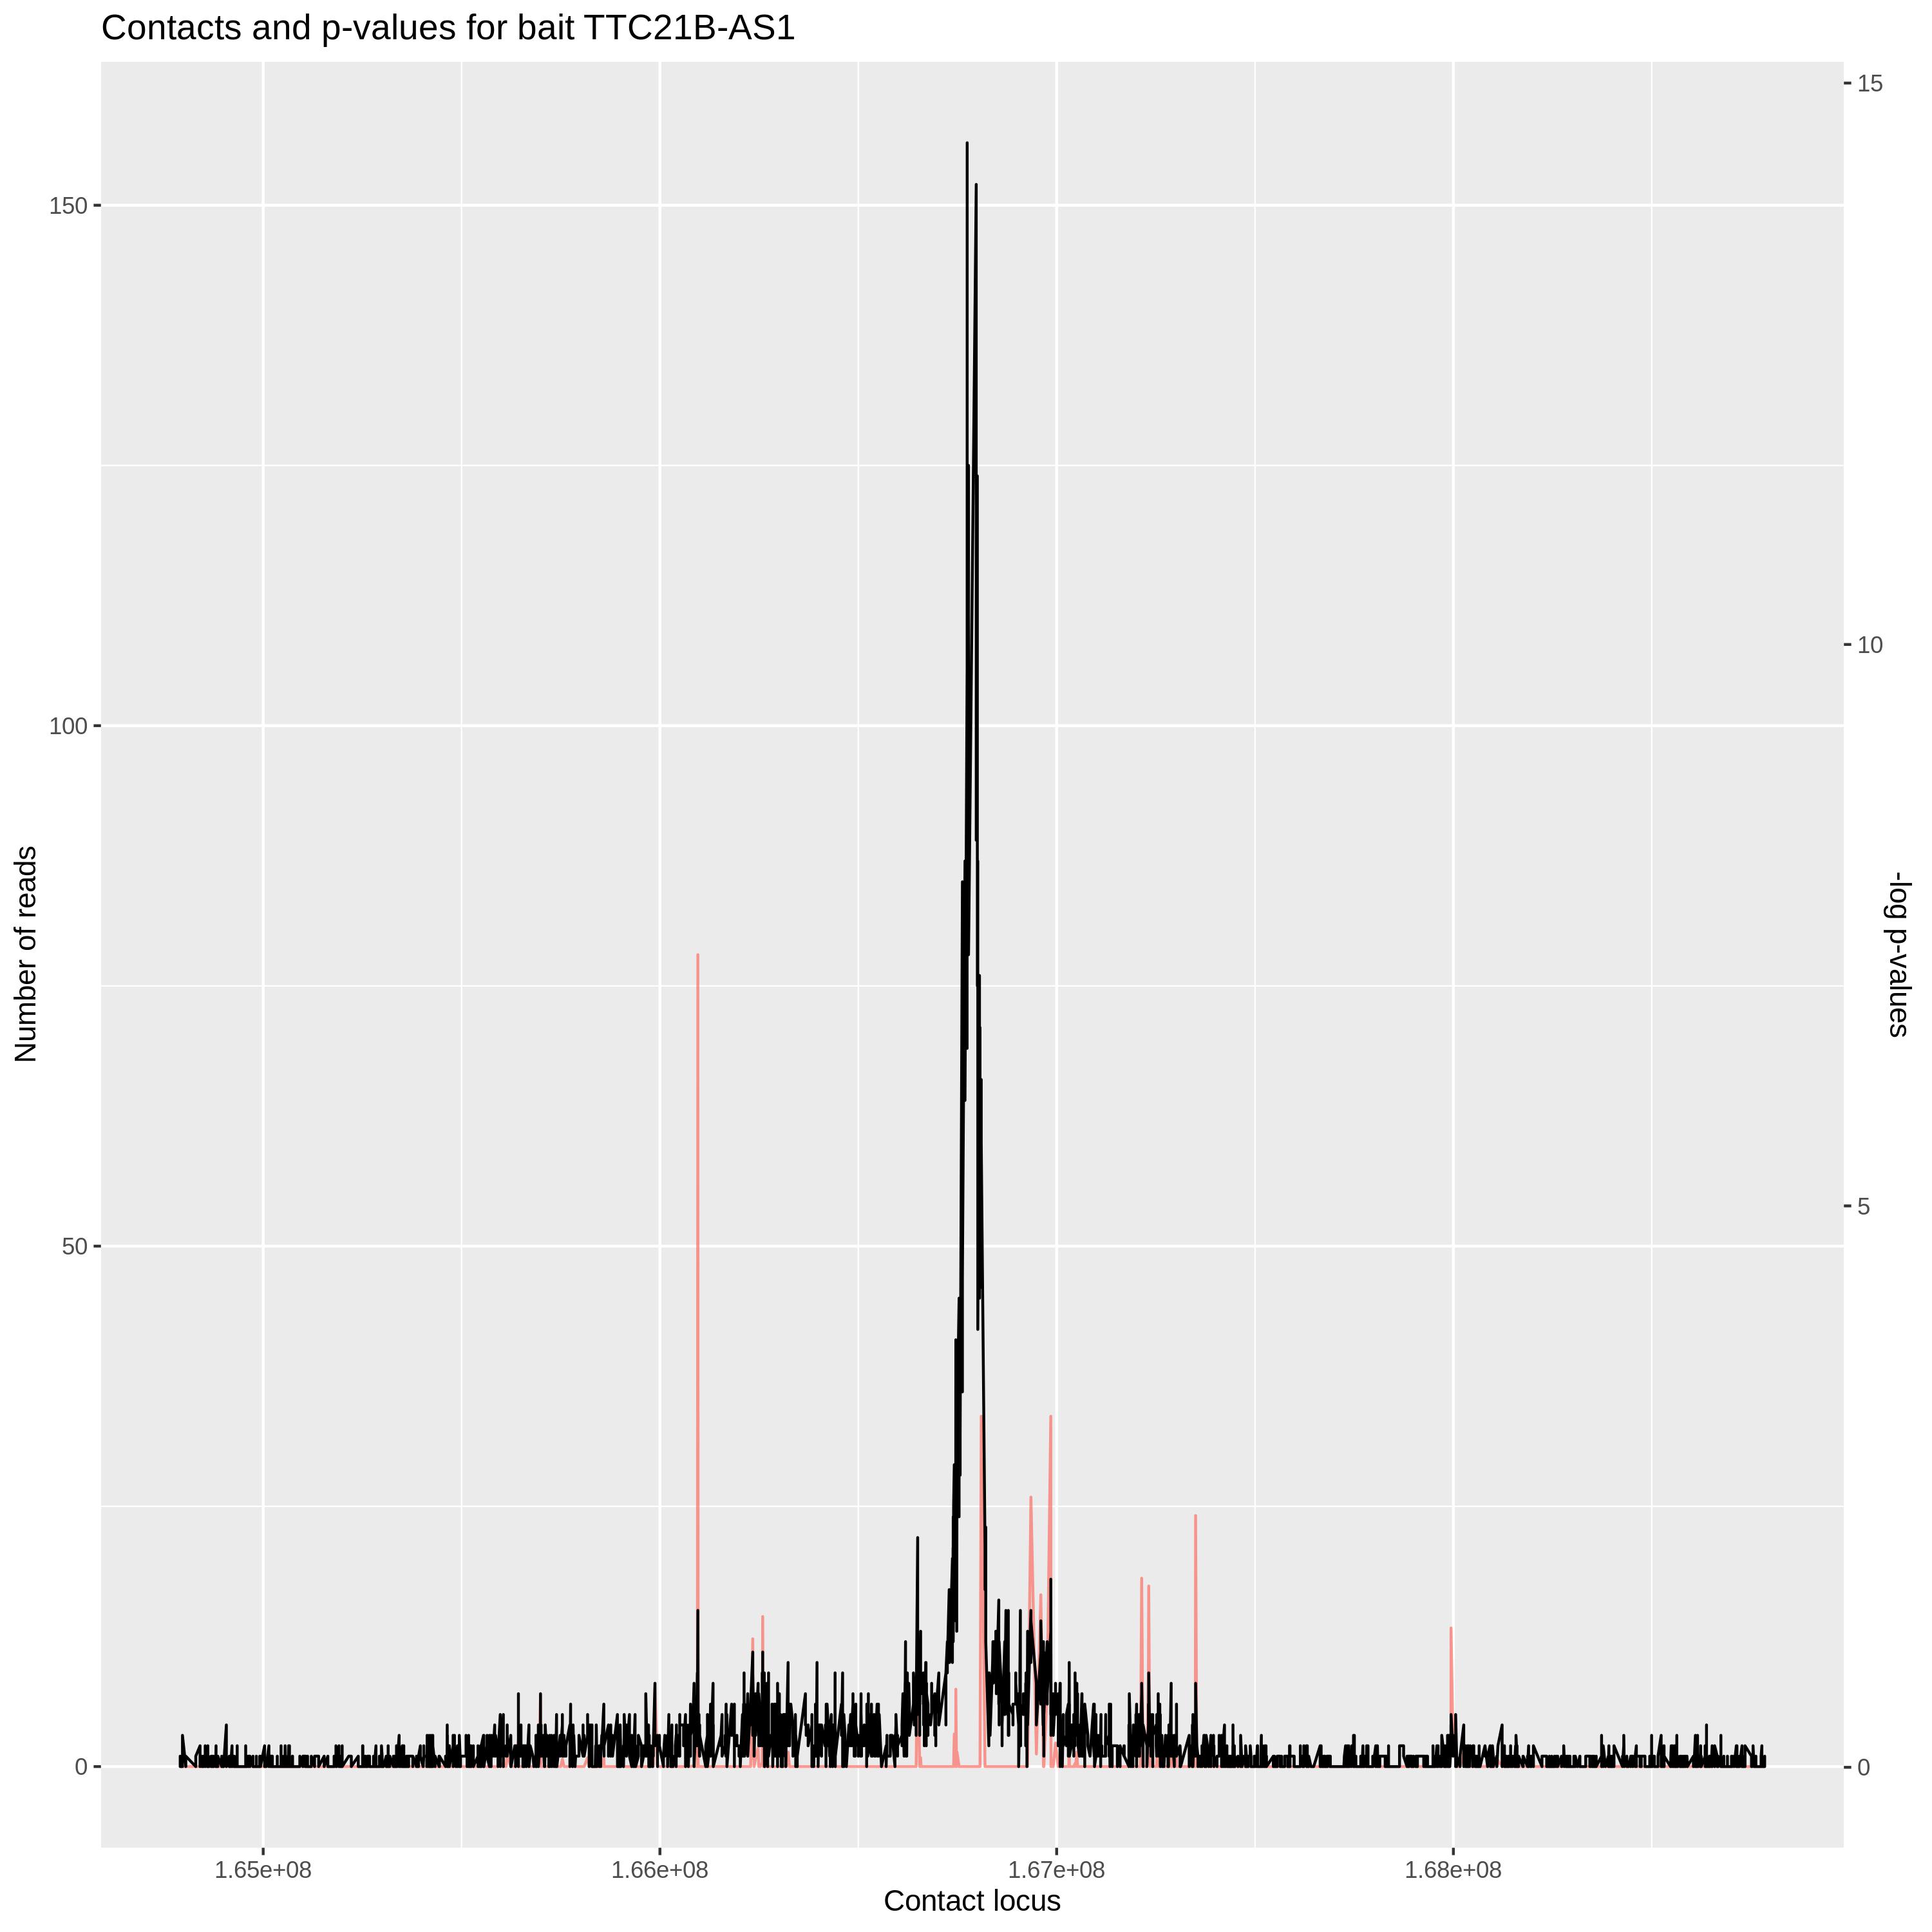 Contacts and p-values for bait TTC21B-AS1
15
150
10
100
Number of reads
-log p-values
5
50
0
0
1.65e+08 1.66e+08 1.67e+08 1.68e+08
Contact locus